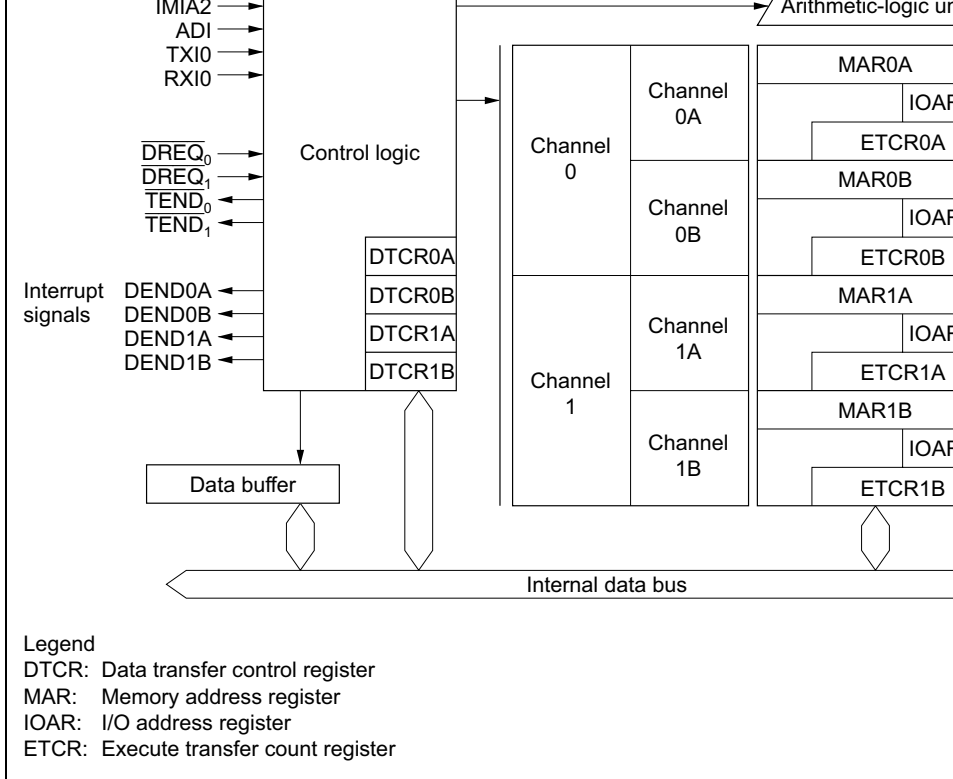 IMIA2
ADI
TXI0
RXI0
DREQ0
DREQ1
TEND0
TEND1
Interrupt
signals
DEND0A
DEND0B
DEND1A
DEND1B
Control logic
DTCR0A
DTCR0B
DTCR1A
DTCR1B
Data buffer
Arithmetic-logic
Channel
0
Channel
0A
Channel
0B
Channel
1
Channel
1A
Channel
1B
MAR0A
ETCR0A
MAR0B
ETCR0B
MAR1A
ETCR1A
MAR1B
ETCR1B
Internal data bus
Legend
DTCR: Data transfer control register
MAR: Memory address register
IOAR: I/O address register
ETCR: Execute transfer count register